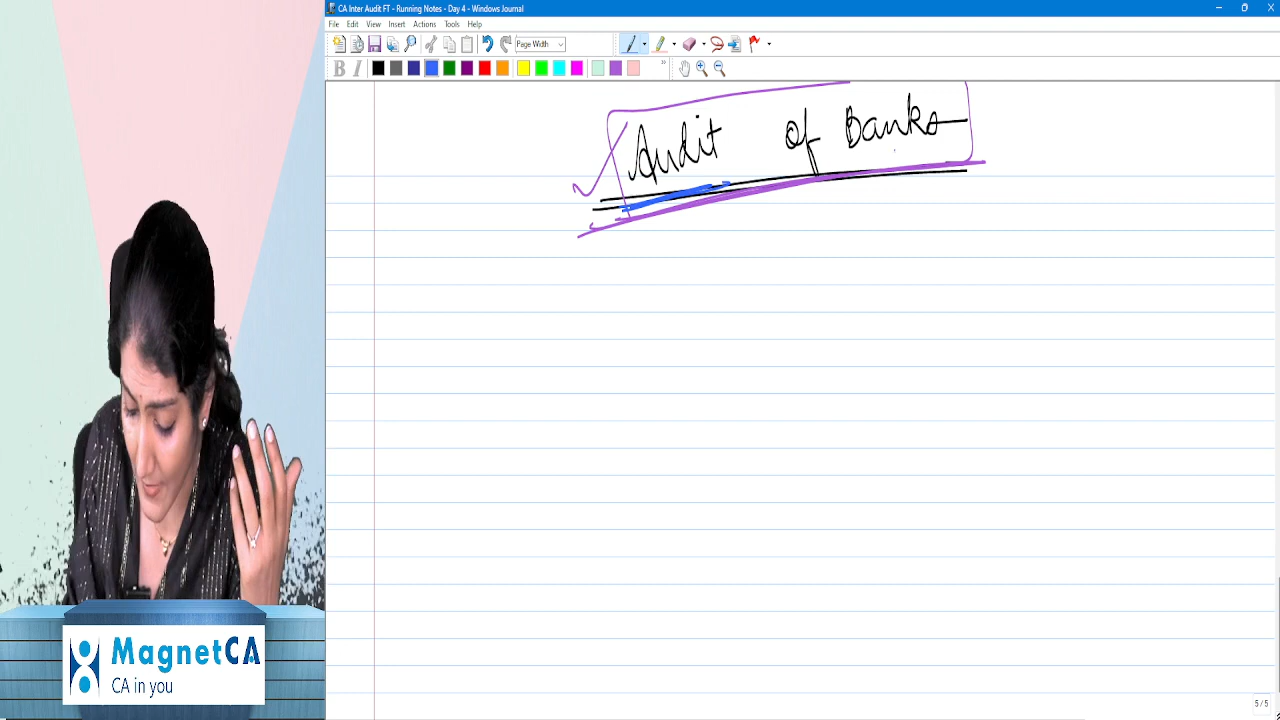 CA Inter Audit FT - Running Notes - Day 4 - Windows Journal
File Edit View Insert Actions Tools Help
Page Width
B I
Audit of Banks
MagnetCA
CA in you
5 / 5